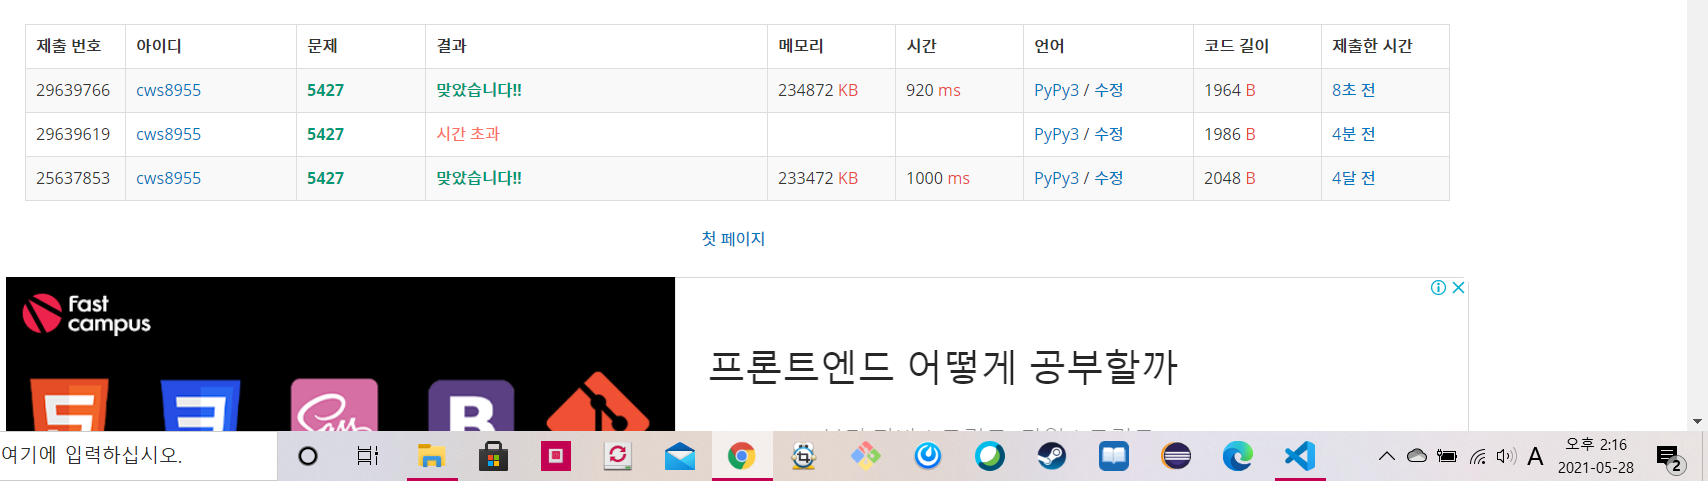 제출 번호 아이디 문제 결과 메모리 시간 언어 코드 길이 제출한 시간
29639766 cws8955 5427 맞았습니다!! 234872 KB 920 ms PyPy3 / 수정 1964 B 8초 전
29639619 cws8955 5427 시간 초과 PyPy3 / 수정 1986 B 4분 전
25637853 cws8955 5427 맞았습니다!! 233472 KB 1000 ms PyPy3 / 수정 2048 B 4달 전
첫 페이지
Fast
campus
프론트엔드 어떻게 공부할까
여기에 입력하십시오.
A
오후 2:16
2021-05-28
2